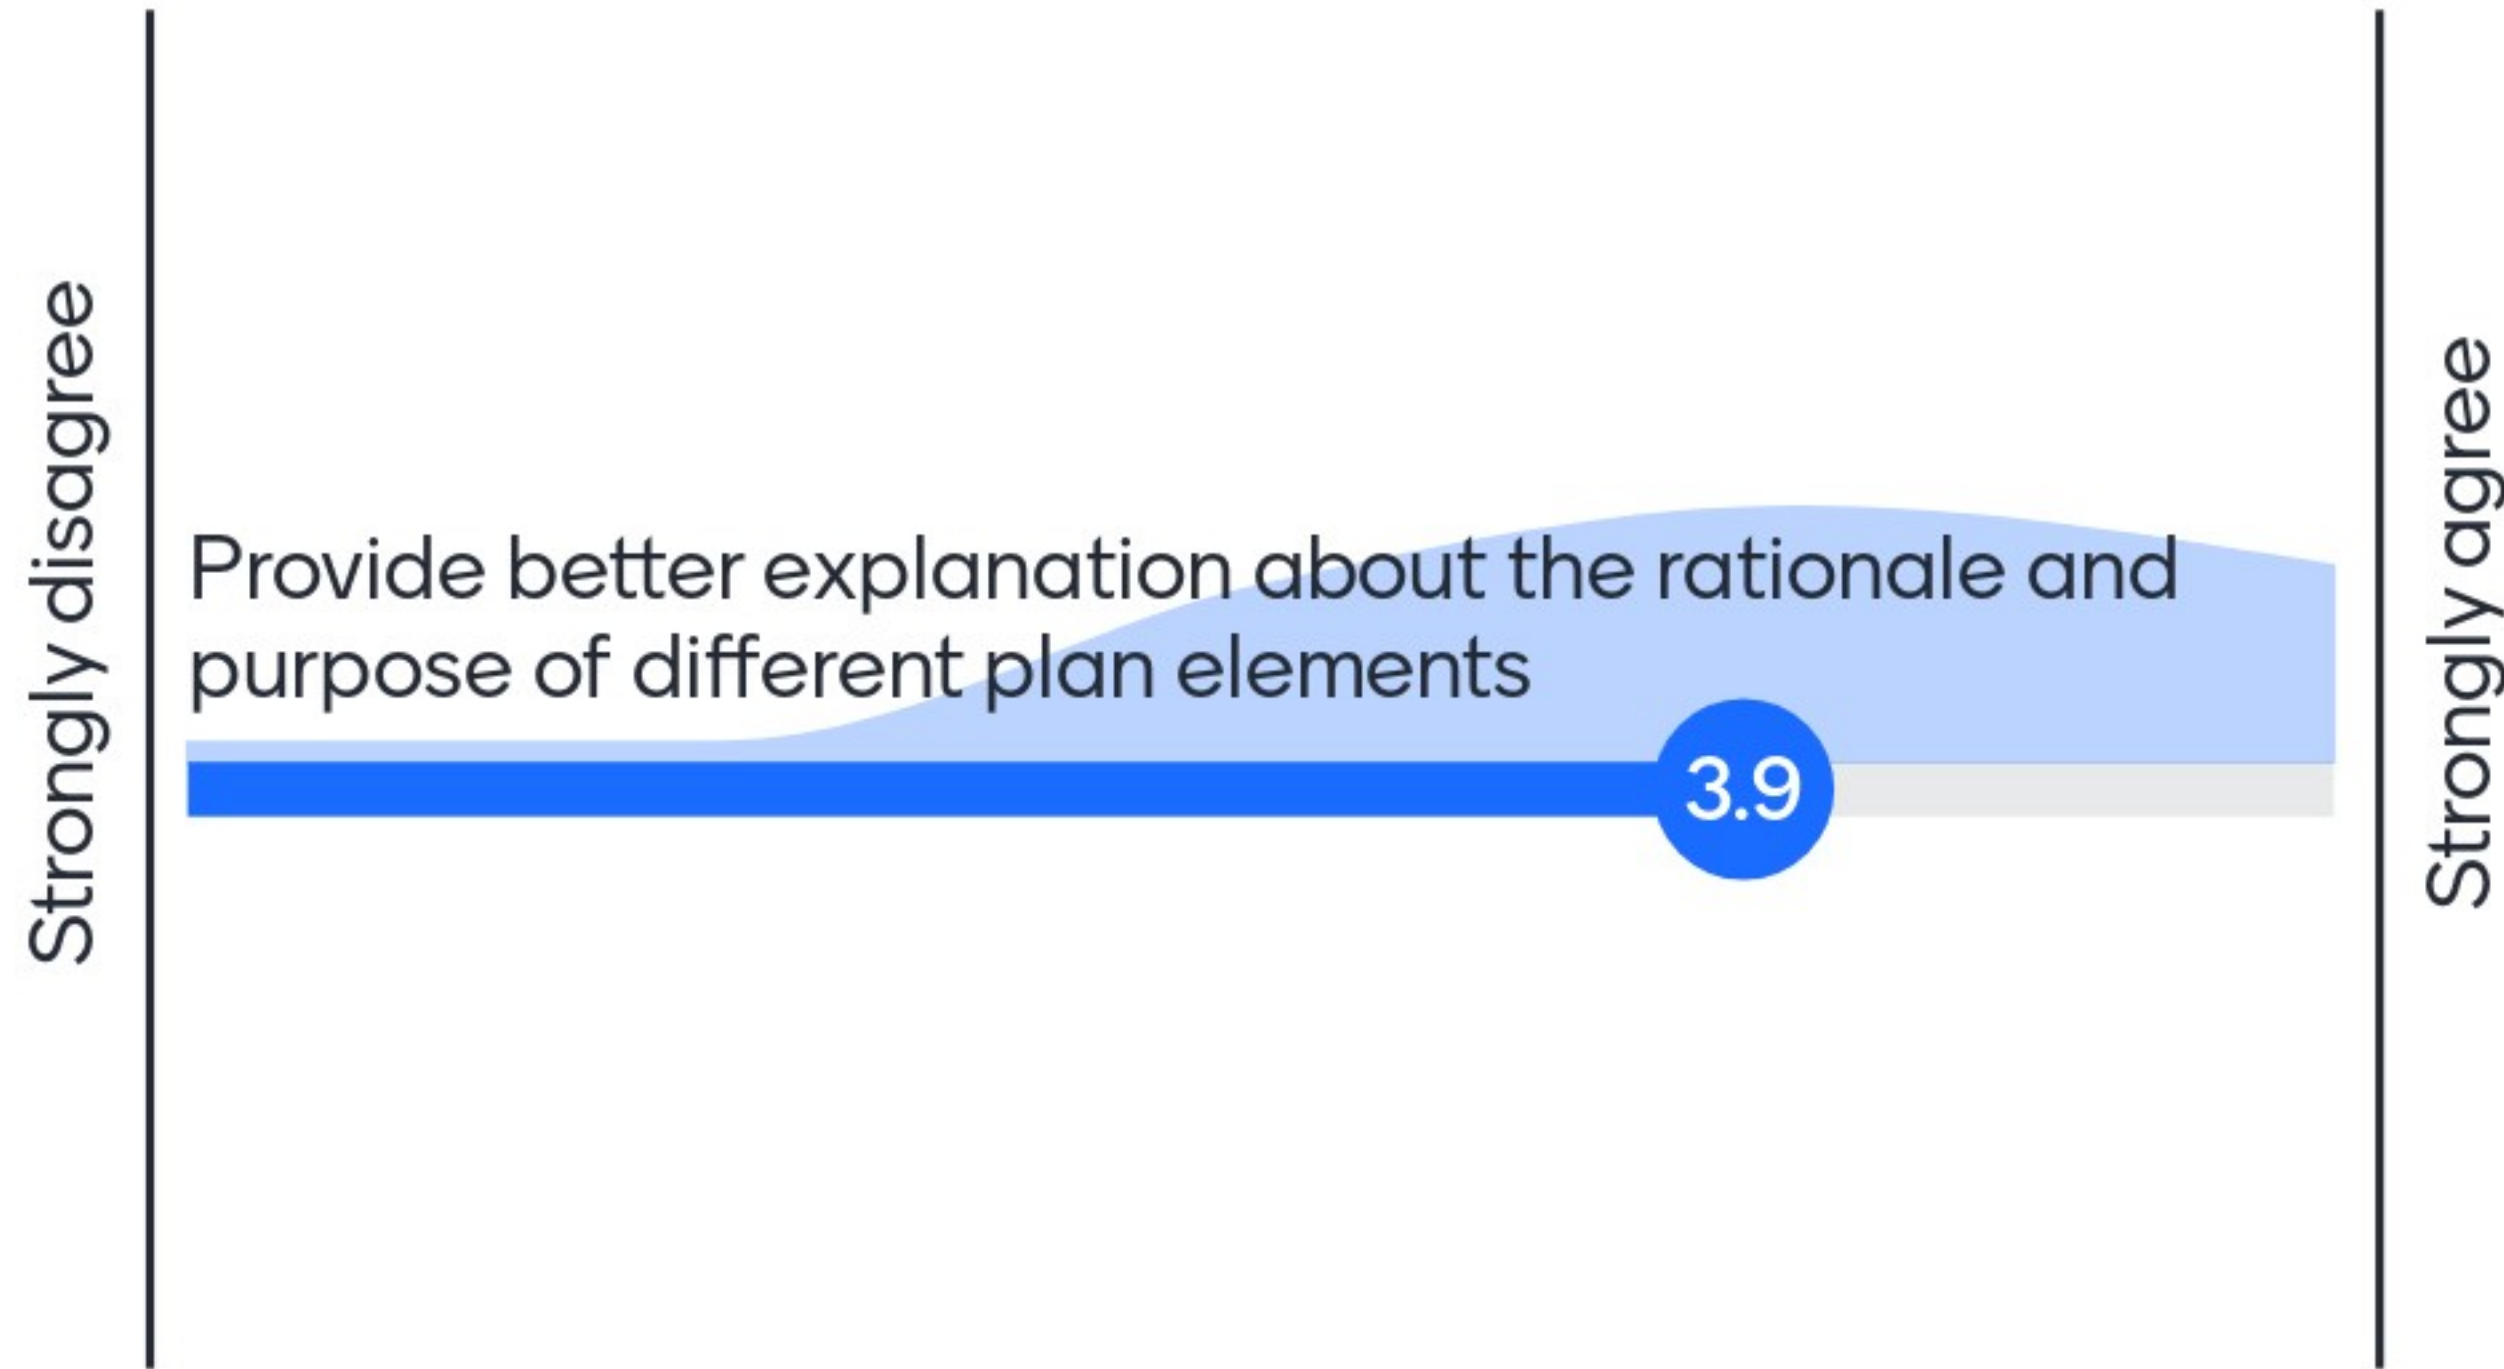 Strongly disagree
Provide better explanation about the rationale and
purpose of different plan elements
3.9
Strongly agree